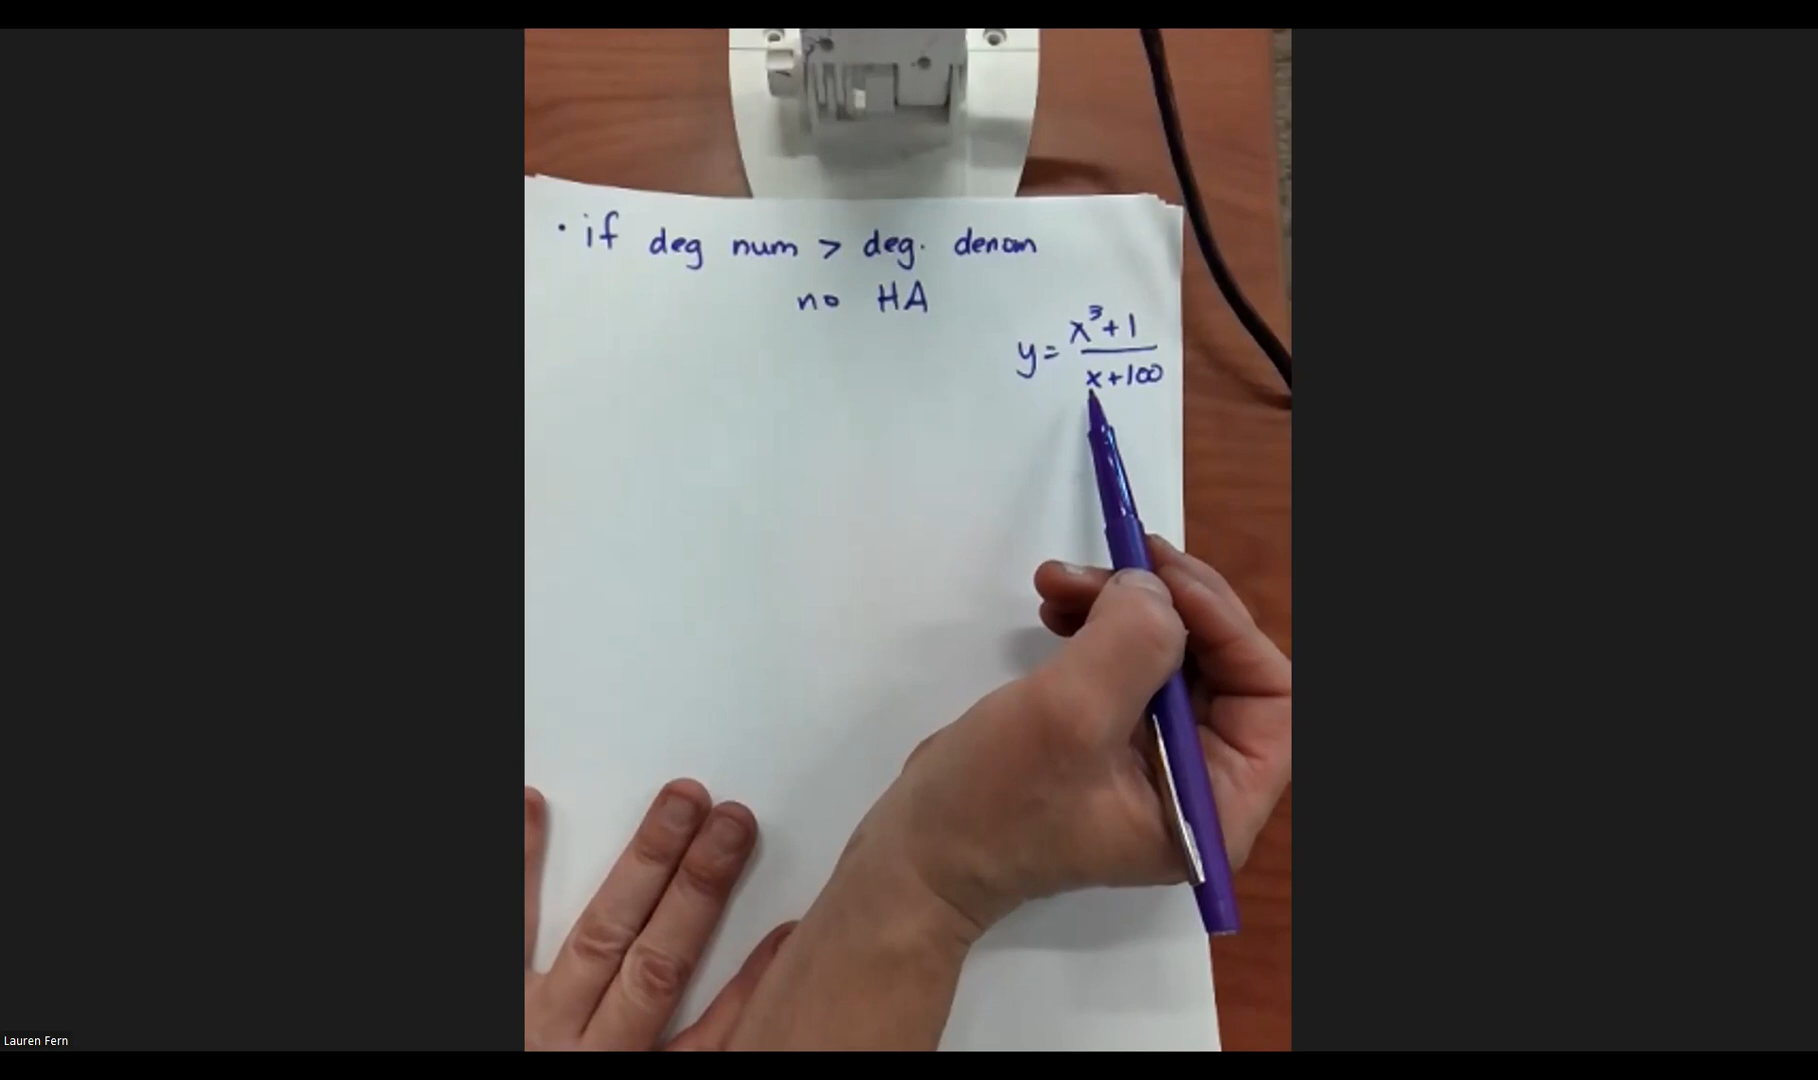 · if deg num > deg. denom
no HA
y = x³+1
x+100
Lauren Fern